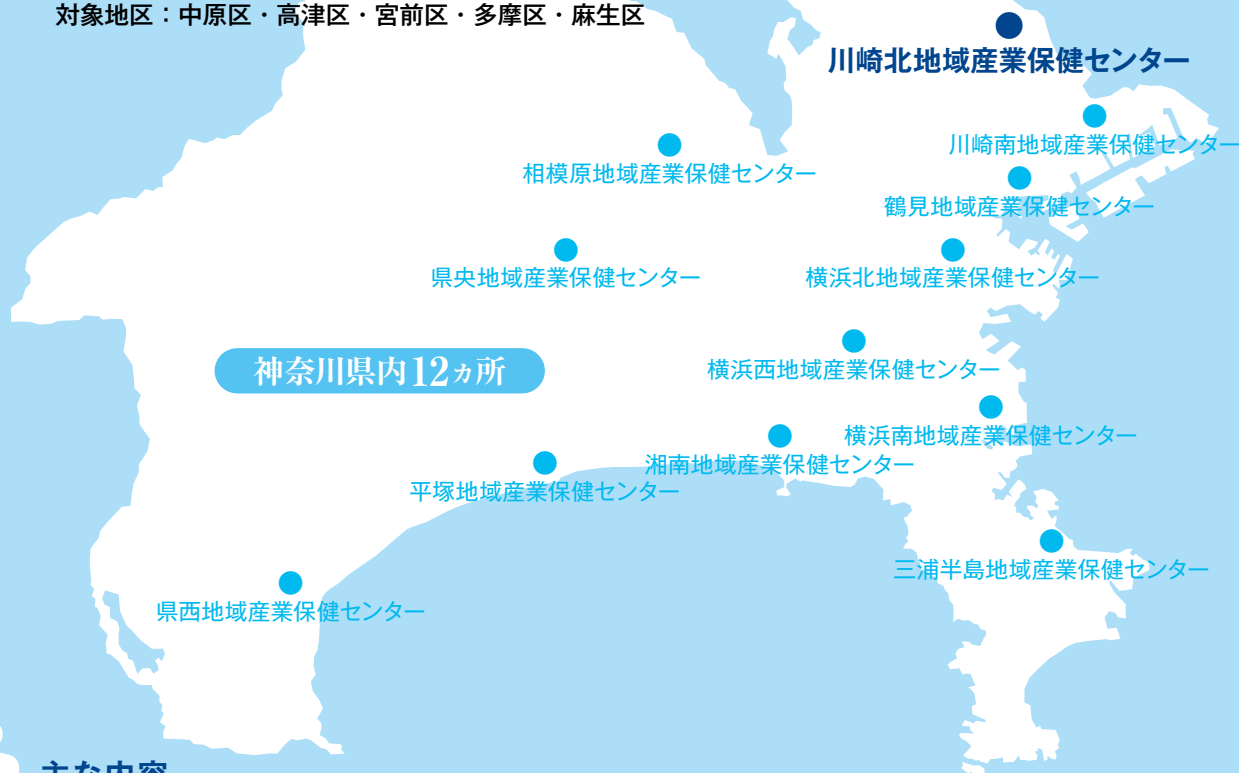 対象地区：中原区・高津区・宮前区・多摩区・麻生区
川崎北地域産業保健センター
川崎南地域産業保健センター
相模原地域産業保健センター
鶴見地域産業保健センター
県央地域産業保健センター
横浜北地域産業保健センター
神奈川県内12ヵ所
横浜西地域産業保健センター
横浜南地域産業保健センター
湘南地域産業保健センター
平塚地域産業保健センター
三浦半島地域産業保健センター
県西地域産業保健センター
主な内容